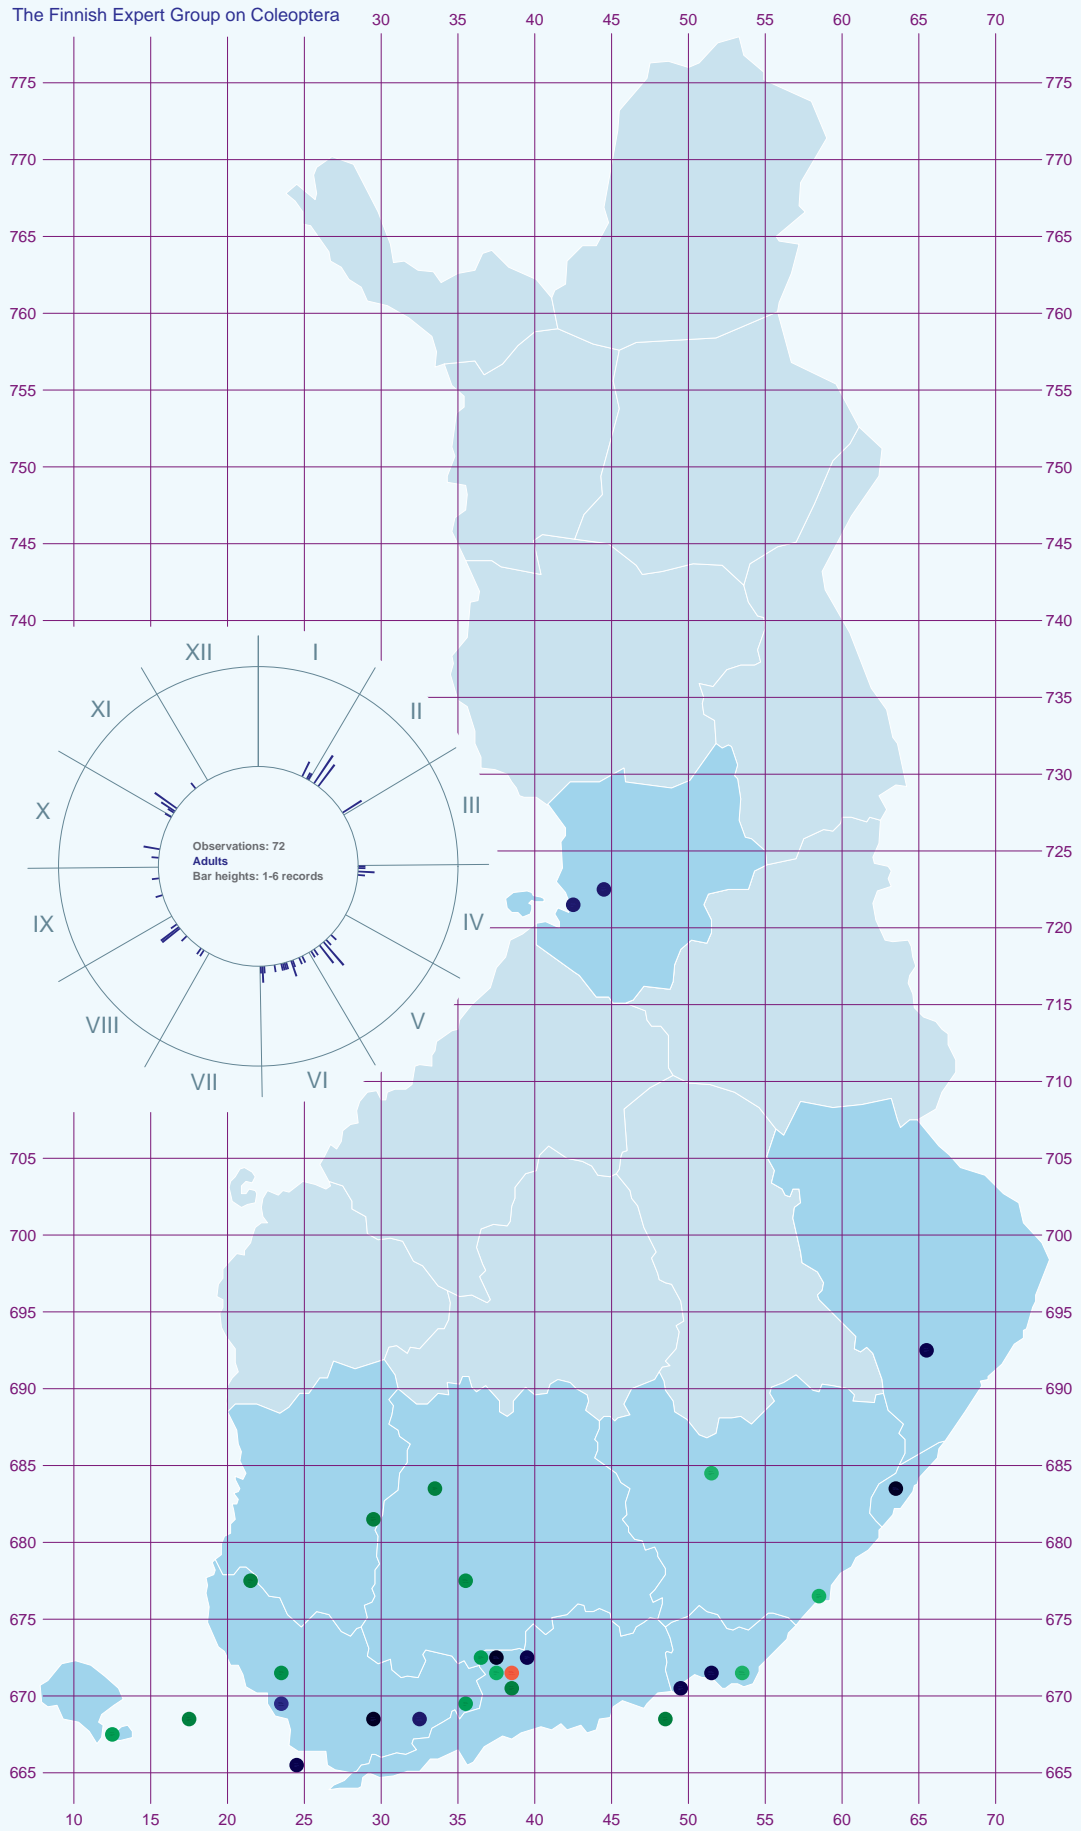 The Finnish Expert Group on Coleoptera
30 35 40 45 50 55 60 65 70
775 775
770 770
765 765
760 760
755 755
750 750
745 745
740 740
735
730
725
720
715
710
705 705
700 700
695 695
690 690
685 685
680 680
675 675
670 670
665 665
10 15 20 25 30 35 40 45 50 55 60 65 70
XII I
XI II
X III
IX IV
VIII V
VII VI
Observations: 72
Adults
Bar heights: 1-6 records